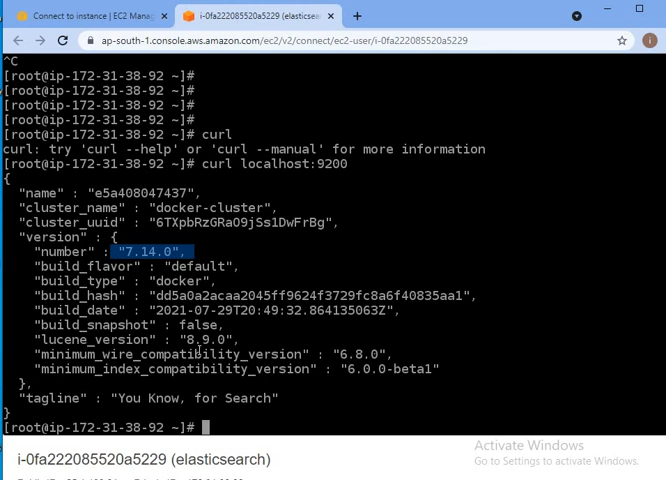 Connect to instance | EC2 Manag
i-0fa222085520a5229 (elasticsear
ap-south-1.console.aws.amazon.com/ec2/v2/connect/ec2-user/i-0fa222085520a5229
i
^C
[root@ip-172-31-38-92 ~]#
[root@ip-172-31-38-92 ~]#
[root@ip-172-31-38-92 ~]#
[root@ip-172-31-38-92 ~]#
[root@ip-172-31-38-92 ~]# curl
curl: try 'curl --help' or 'curl --manual' for more information
[root@ip-172-31-38-92 ~]# curl localhost:9200
{
"name" : "e5a408047437",
"cluster_name" : "docker-cluster",
"cluster_uuid" : "6TXpbRzGRaO9jSs1DwFrBg",
"version" : {
"number" : "7.14.0",
"build_flavor" : "default",
"build_type" : "docker",
"build_hash" : "dd5a0a2acaa2045ff9624f3729fc8a6f40835aa1",
"build_date" : "2021-07-29T20:49:32.864135063Z",
"build_snapshot" : false,
"lucene_version" : "8.9.0",
"minimum_wire_compatibility_version" : "6.8.0",
"minimum_index_compatibility_version" : "6.0.0-beta1"
},
"tagline" : "You Know, for Search"
}
[root@ip-172-31-38-92 ~]#
i-0fa222085520a5229 (elasticsearch)
Activate Windows
Go to Settings to activate Windows.